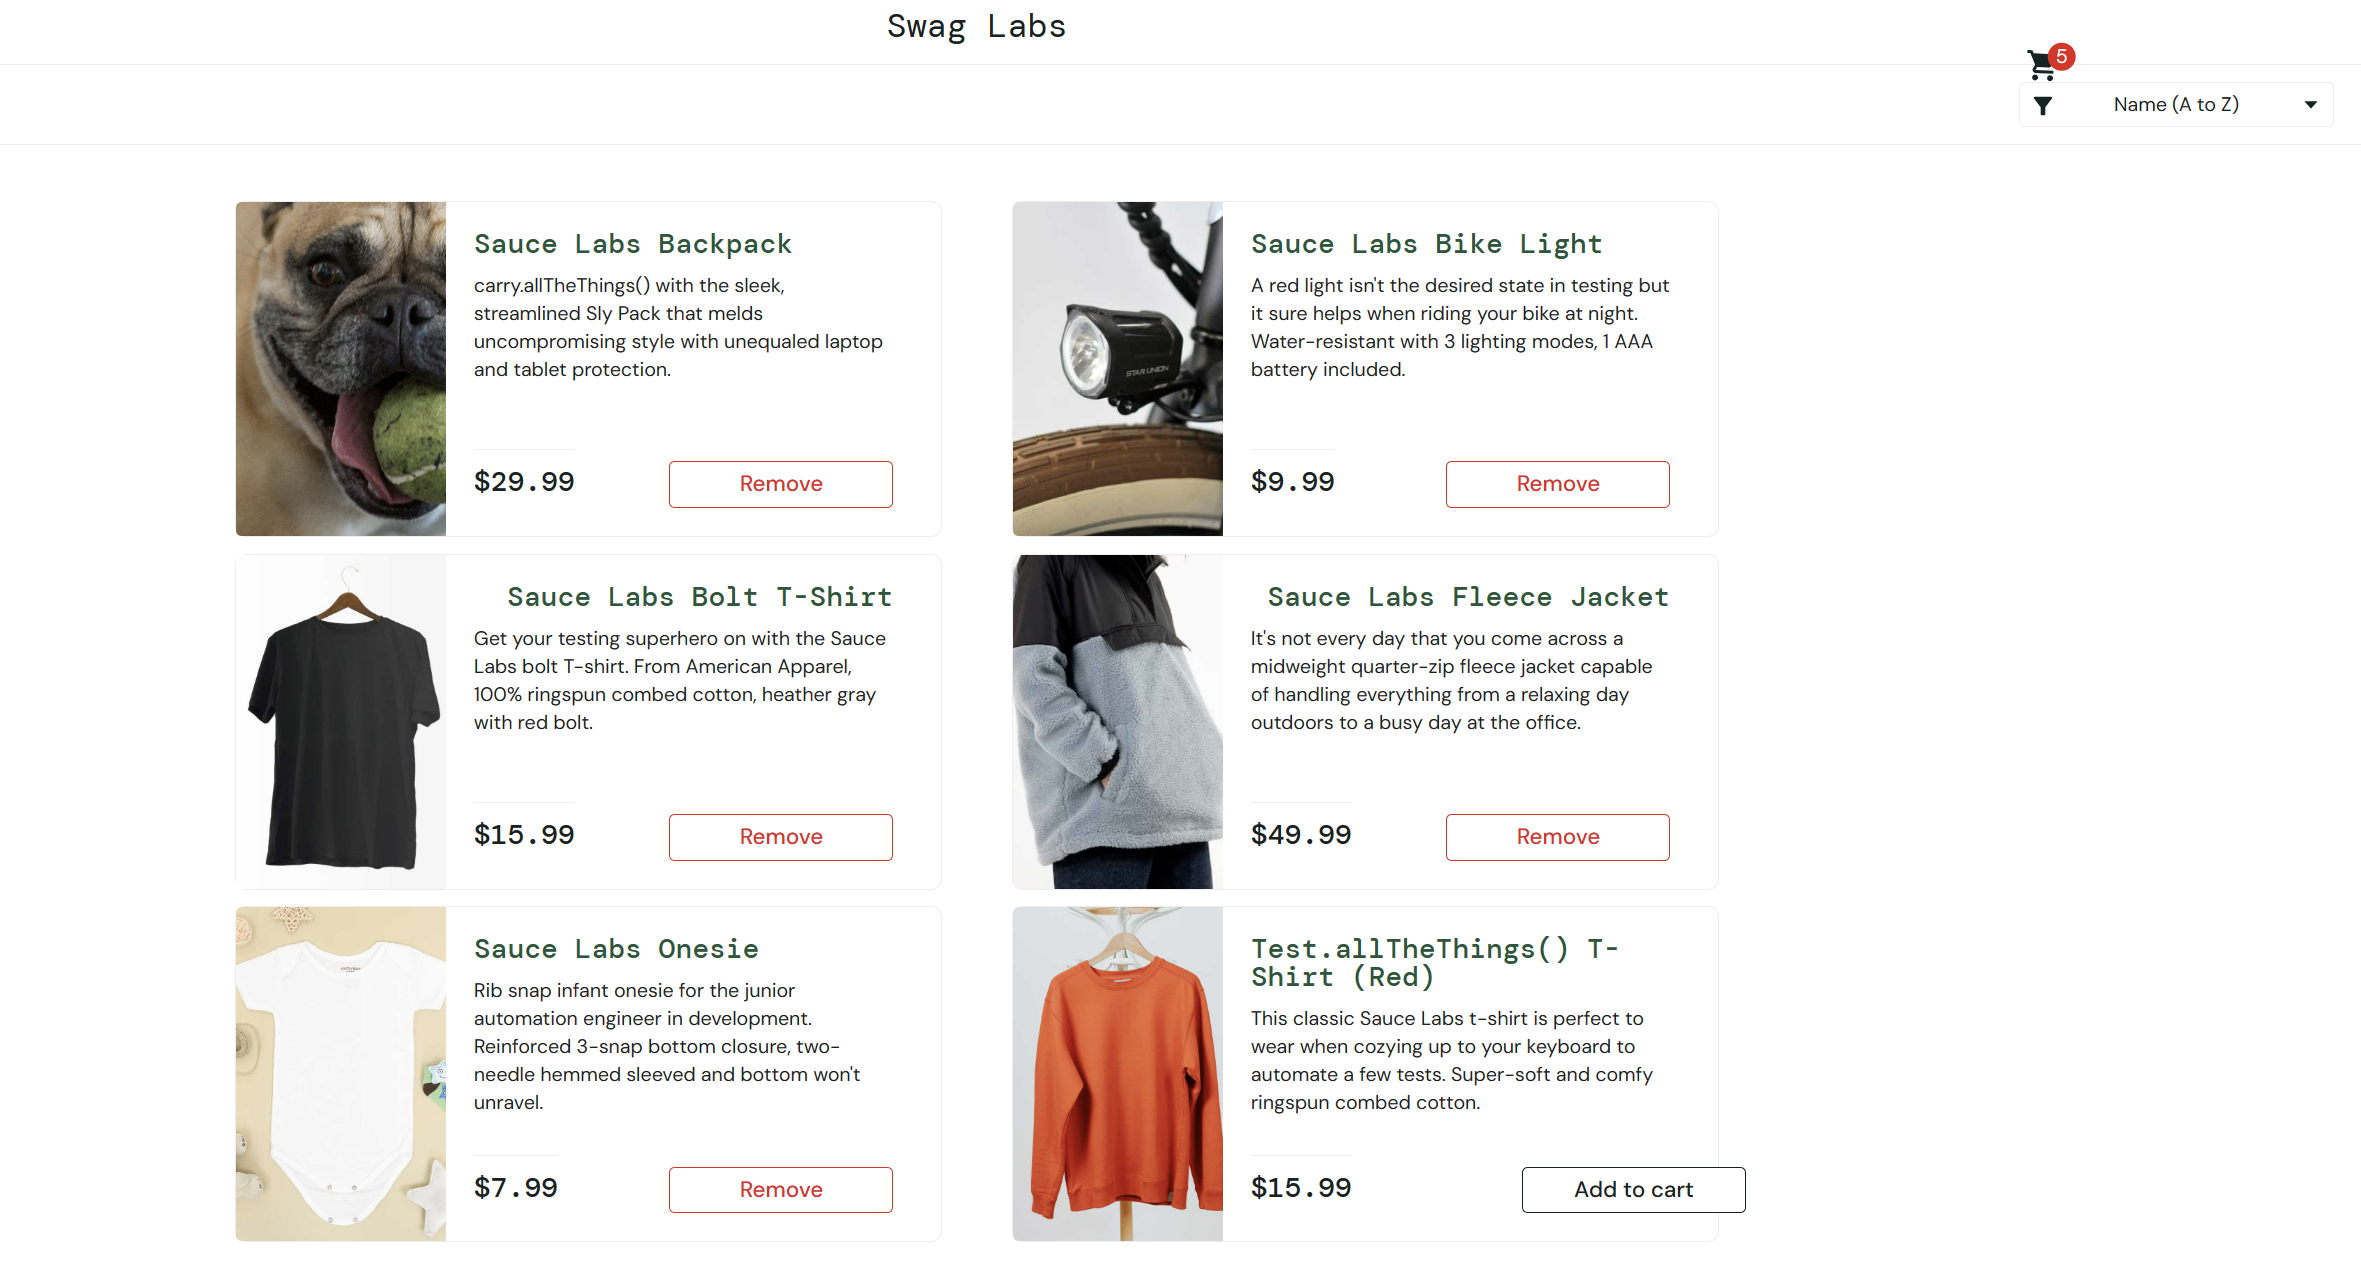 Swag Labs
5
Name (A to Z)
Sauce Labs Backpack
carry.allTheThings() with the sleek,
streamlined Sly Pack that melds
uncompromising style with unequaled laptop
and tablet protection.
$29.99
Remove
Sauce Labs Bike Light
A red light isn't the desired state in testing but
it sure helps when riding your bike at night.
Water-resistant with 3 lighting modes, 1 AAA
battery included.
STAR UNION
$9.99
Remove
Sauce Labs Bolt T-Shirt
Get your testing superhero on with the Sauce
Labs bolt T-shirt. From American Apparel,
100% ringspun combed cotton, heather gray
with red bolt.
$15.99
Remove
Sauce Labs Fleece Jacket
It's not every day that you come across a
midweight quarter-zip fleece jacket capable
of handling everything from a relaxing day
outdoors to a busy day at the office.
$49.99
Remove
Sauce Labs Onesie
Rib snap infant onesie for the junior
automation engineer in development.
Reinforced 3-snap bottom closure, two-
needle hemmed sleeved and bottom won't
unravel.
$7.99
Remove
Test.allTheThings() T-
Shirt (Red)
This classic Sauce Labs t-shirt is perfect to
wear when cozying up to your keyboard to
automate a few tests. Super-soft and comfy
ringspun combed cotton.
$15.99
Add to cart